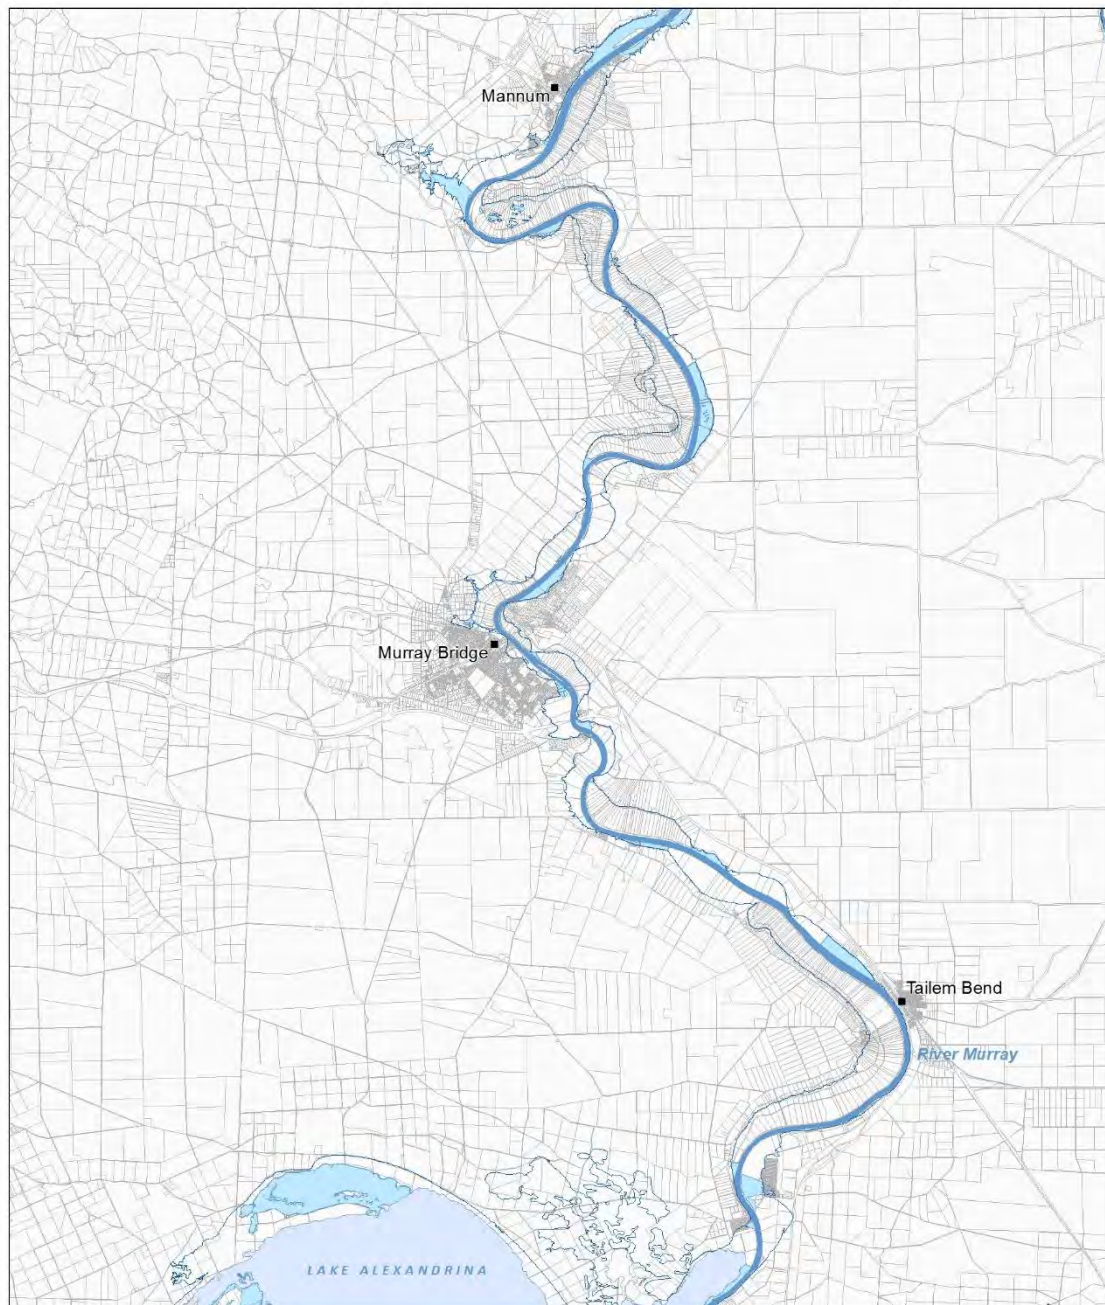 Mannum
Murray Bridge
Tailem Bend
River Murray
LAKE ALEXANDRINA